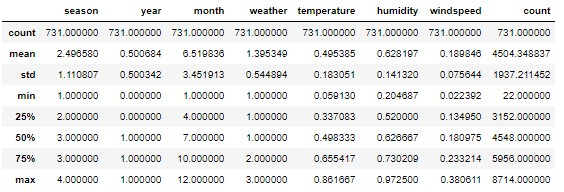 season year month weather temperature humidity windspeed count
count 731.000000 731.000000 731.000000 731.000000 731.000000 731.000000 731.000000 731.000000
mean 2.496580 0.500684 6.519836 1.395349 0.495385 0.628197 0.189846 4504.348837
std 1.110807 0.500342 3.451913 0.544894 0.183051 0.141320 0.075644 1937.211452
min 1.000000 0.000000 1.000000 1.000000 0.059130 0.204687 0.022392 22.000000
25% 2.000000 0.000000 4.000000 1.000000 0.337083 0.520000 0.134950 3152.000000
50% 3.000000 1.000000 7.000000 1.000000 0.498333 0.626667 0.180975 4548.000000
75% 3.000000 1.000000 10.000000 2.000000 0.655417 0.730209 0.233214 5956.000000
max 4.000000 1.000000 12.000000 3.000000 0.861667 0.972500 0.380611 8714.000000